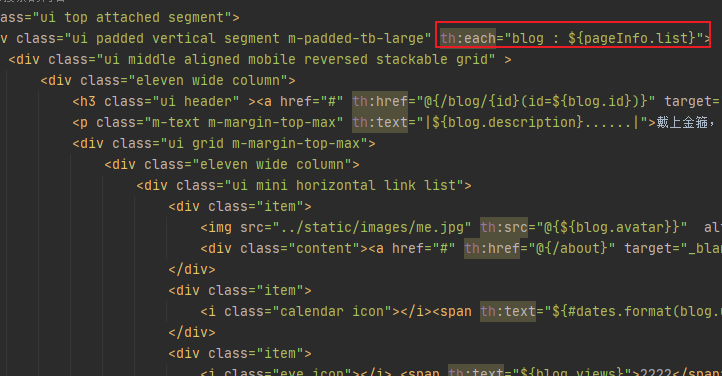 class="ui top attached segment">
v class="ui padded vertical segment m-padded-tb-large" th:each="blog : ${pageInfo.list}">
<div class="ui middle aligned mobile reversed stackable grid" >
<div class="eleven wide column">
<h3 class="ui header" ><a href="#" th:href="@{/blog/{id}(id=${blog.id})}" target=
<p class="m-text m-margin-top-max" th:text="|${blog.description}......|">戴上金箍，
<div class="ui grid m-margin-top-max">
<div class="eleven wide column">
<div class="ui mini horizontal link list">
<div class="item">
<img src="../static/images/me.jpg" th:src="@{${blog.avatar}}" al
<div class="content"><a href="#" th:href="@{/about}" target="_blan
</div>
<div class="item">
<i class="calendar icon"></i><span th:text="${#dates.format(blog.u
</div>
<div class="item">
<i class="eye icon"></i> <span th:text="${blog.views}">2222</span